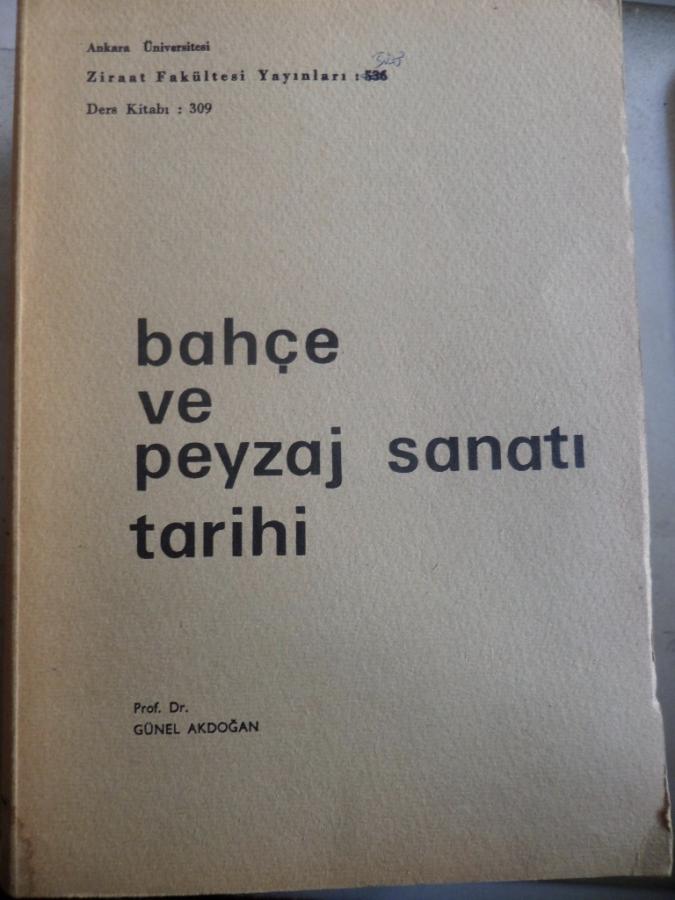 Ankara Üniversitesi
Ziraat Fakültesi Yayınları : 536
Ders Kitabı : 309
bahçe
ve
peyzaj sanatı
tarihi
Prof. Dr.
GÜNEL AKDOĞAN